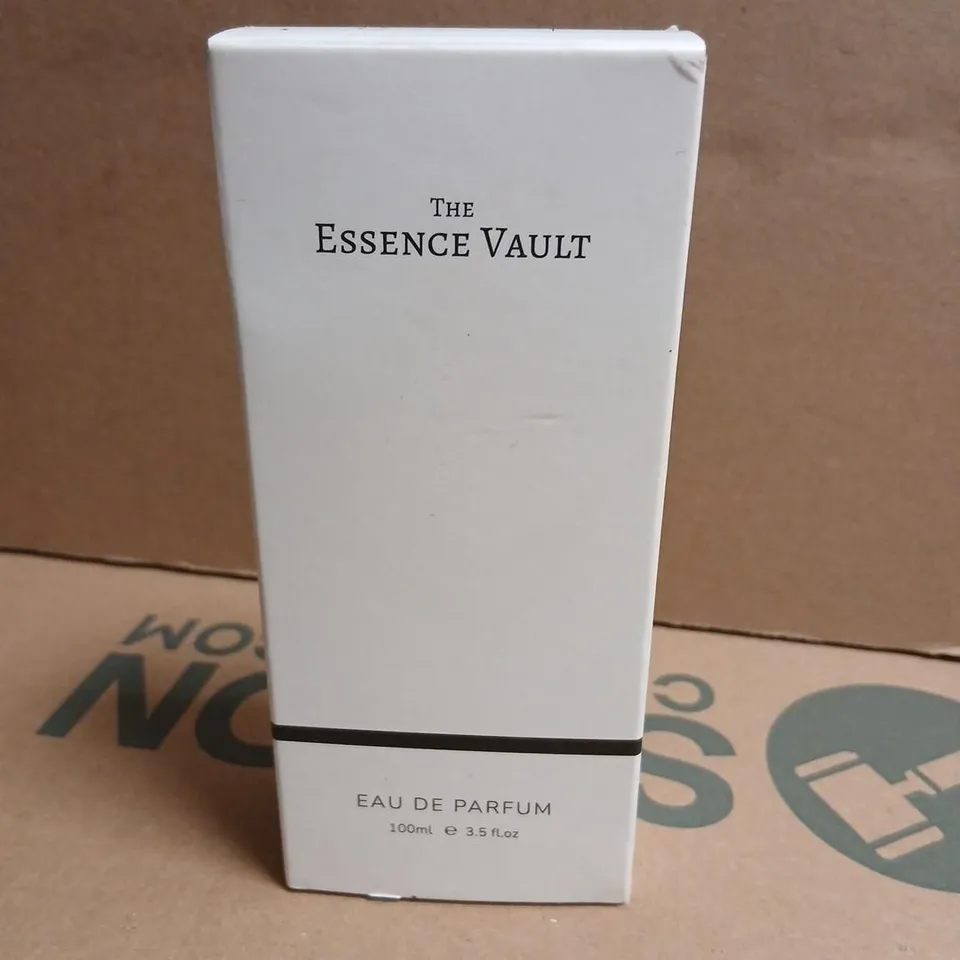 THE
ESSENCE VAULT
EAU DE PARFUM
100ml ℮ 3.5 fl.oz